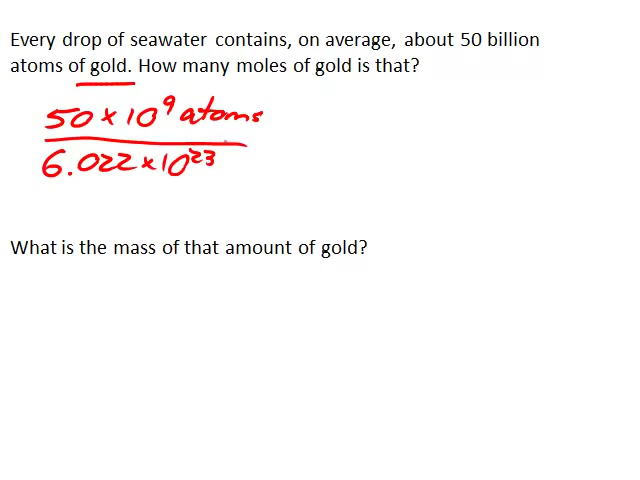 Every drop of seawater contains, on average, about 50 billion
atoms of gold. How many moles of gold is that?
50 × 10⁹ atoms
6.022 × 10²³
What is the mass of that amount of gold?